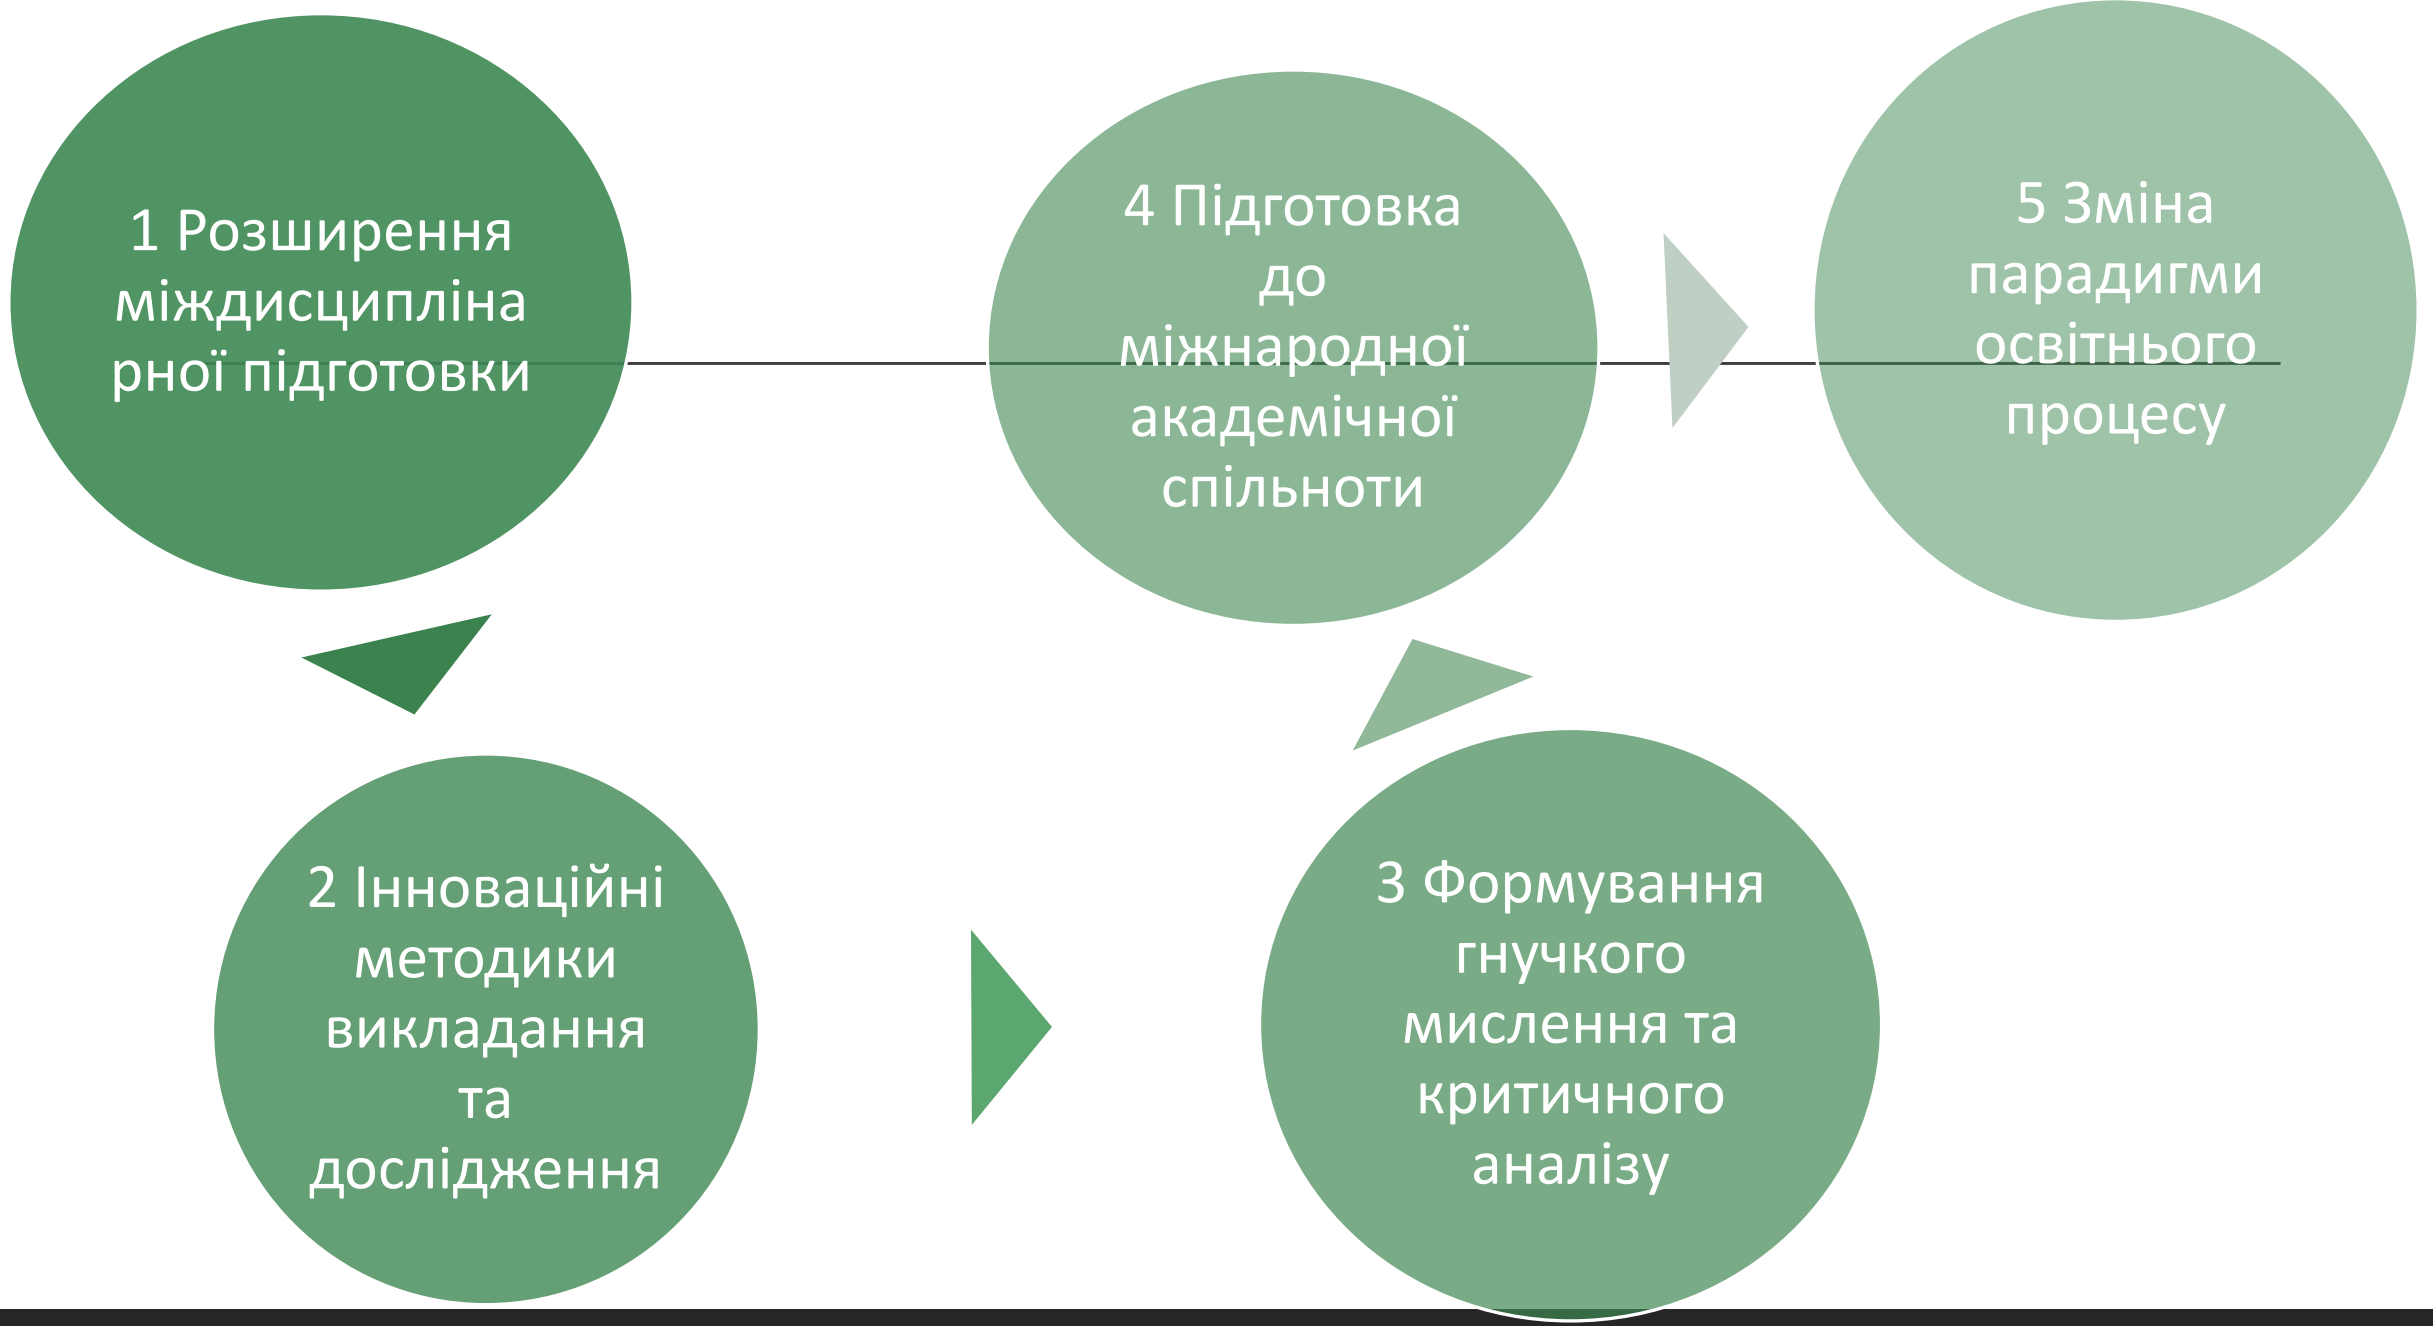 1 Розширення
міждисципліна
рної підготовки
2 Інноваційні
методики
викладання
та
дослідження
3 Формування
гнучкого
мислення та
критичного
аналізу
4 Підготовка
до
міжнародної
академічної
спільноти
5 Зміна
парадигми
освітнього
процесу